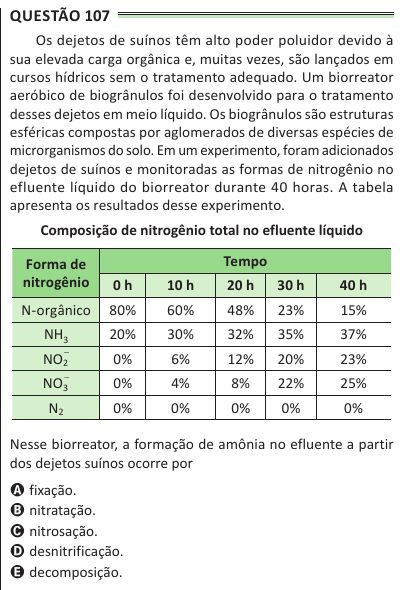 QUESTÃO 107
Os dejetos de suínos têm alto poder poluidor devido à
sua elevada carga orgânica e, muitas vezes, são lançados em
cursos hídricos sem o tratamento adequado. Um biorreator
aeróbico de biogrânulos foi desenvolvido para o tratamento
desses dejetos em meio líquido. Os biogrânulos são estruturas
esféricas compostas por aglomerados de diversas espécies de
microrganismos do solo. Em um experimento, foram adicionados
dejetos de suínos e monitoradas as formas de nitrogênio no
efluente líquido do biorreator durante 40 horas. A tabela
apresenta os resultados desse experimento.
Composição de nitrogênio total no efluente líquido
Forma de nitrogênio Tempo
0 h 10 h 20 h 30 h 40 h
N-orgânico 80% 60% 48% 23% 15%
NH₃ 20% 30% 32% 35% 37%
NO₂⁻ 0% 6% 12% 20% 23%
NO₃⁻ 0% 4% 8% 22% 25%
N₂ 0% 0% 0% 0% 0%
Nesse biorreator, a formação de amônia no efluente a partir
dos dejetos suínos ocorre por
A fixação.
B nitratação.
C nitrosação.
D desnitrificação.
E decomposição.